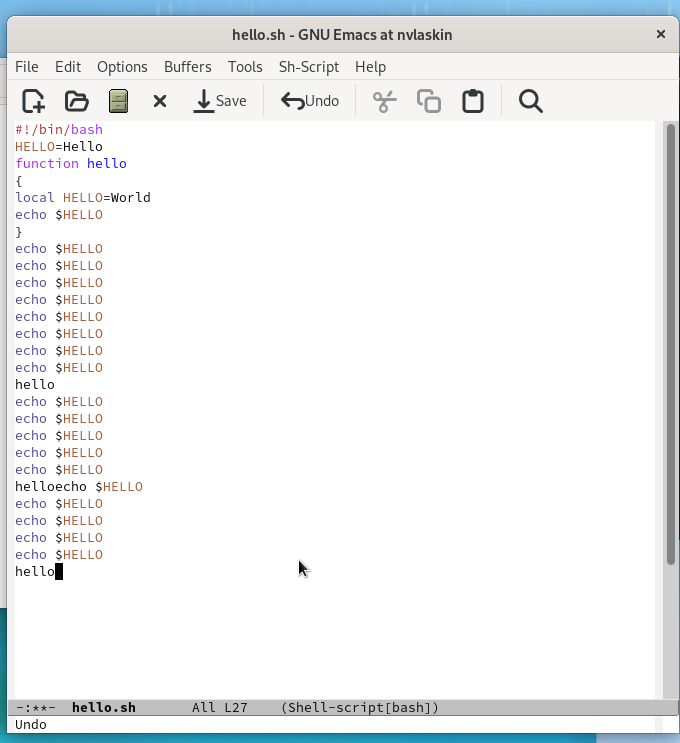 hello.sh - GNU Emacs at nvlaskin
File Edit Options Buffers Tools Sh-Script Help
Save Undo
#!/bin/bash
HELLO=Hello
function hello
{
local HELLO=World
echo $HELLO
}
echo $HELLO
echo $HELLO
echo $HELLO
echo $HELLO
echo $HELLO
echo $HELLO
echo $HELLO
echo $HELLO
hello
echo $HELLO
echo $HELLO
echo $HELLO
echo $HELLO
echo $HELLO
helloecho $HELLO
echo $HELLO
echo $HELLO
echo $HELLO
echo $HELLO
hello
-:**- hello.sh All L27 (Shell-script[bash])
Undo